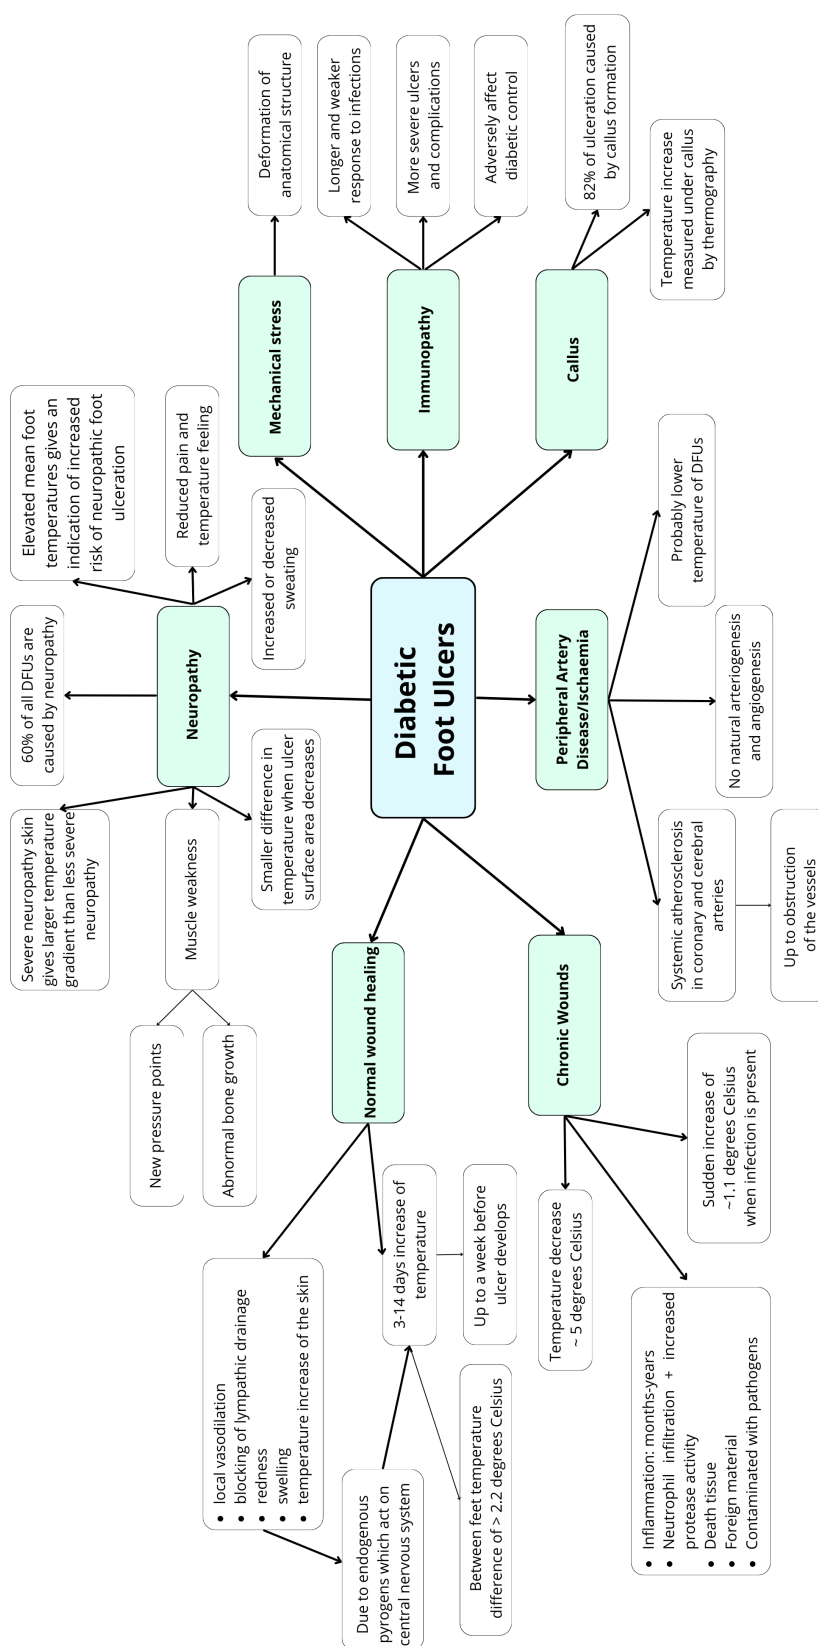 Diabetic
Foot Ulcers
Neuropathy
Severe neuropathy skin
gives larger temperature
gradient than less severe
neuropathy
60% of all DFUs are
caused by neuropathy
Elevated mean foot
temperatures gives an
indication of increased
risk of neuropathic foot
ulceration
Muscle weakness
Reduced pain and
temperature feeling
Smaller difference in
temperature when ulcer
surface area decreases
Increased or decreased
sweating
New pressure points
Abnormal bone growth
Mechanical stress
Deformation of
anatomical structure
Immunopathy
Longer and weaker
response to infections
More severe ulcers
and complications
Adversely affect
diabetic control
Callus
82% of ulceration caused
by callus formation
Temperature increase
measured under callus
by thermography
Peripheral Artery
Disease/Ischaemia
Systemic atherosclerosis
in coronary and cerebral
arteries
Up to obstruction
of the vessels
No natural arteriogenesis
and angiogenesis
Probably lower
temperature of DFUs
Normal wound healing
• local vasodilation
• blocking of lymphatic drainage
• redness
• swelling
• temperature increase of the skin
Due to endogenous
pyrogens which act on
central nervous system
3-14 days increase of
temperature
Up to a week before
ulcer develops
Between feet temperature
difference of > 2.2 degrees Celsius
Chronic Wounds
Temperature decrease
~ 5 degrees Celsius
• Inflammation: months-years
• Neutrophil infiltration + increased
protease activity
• Death tissue
• Foreign material
• Contaminated with pathogens
Sudden increase of
~1.1 degrees Celsius
when infection is present